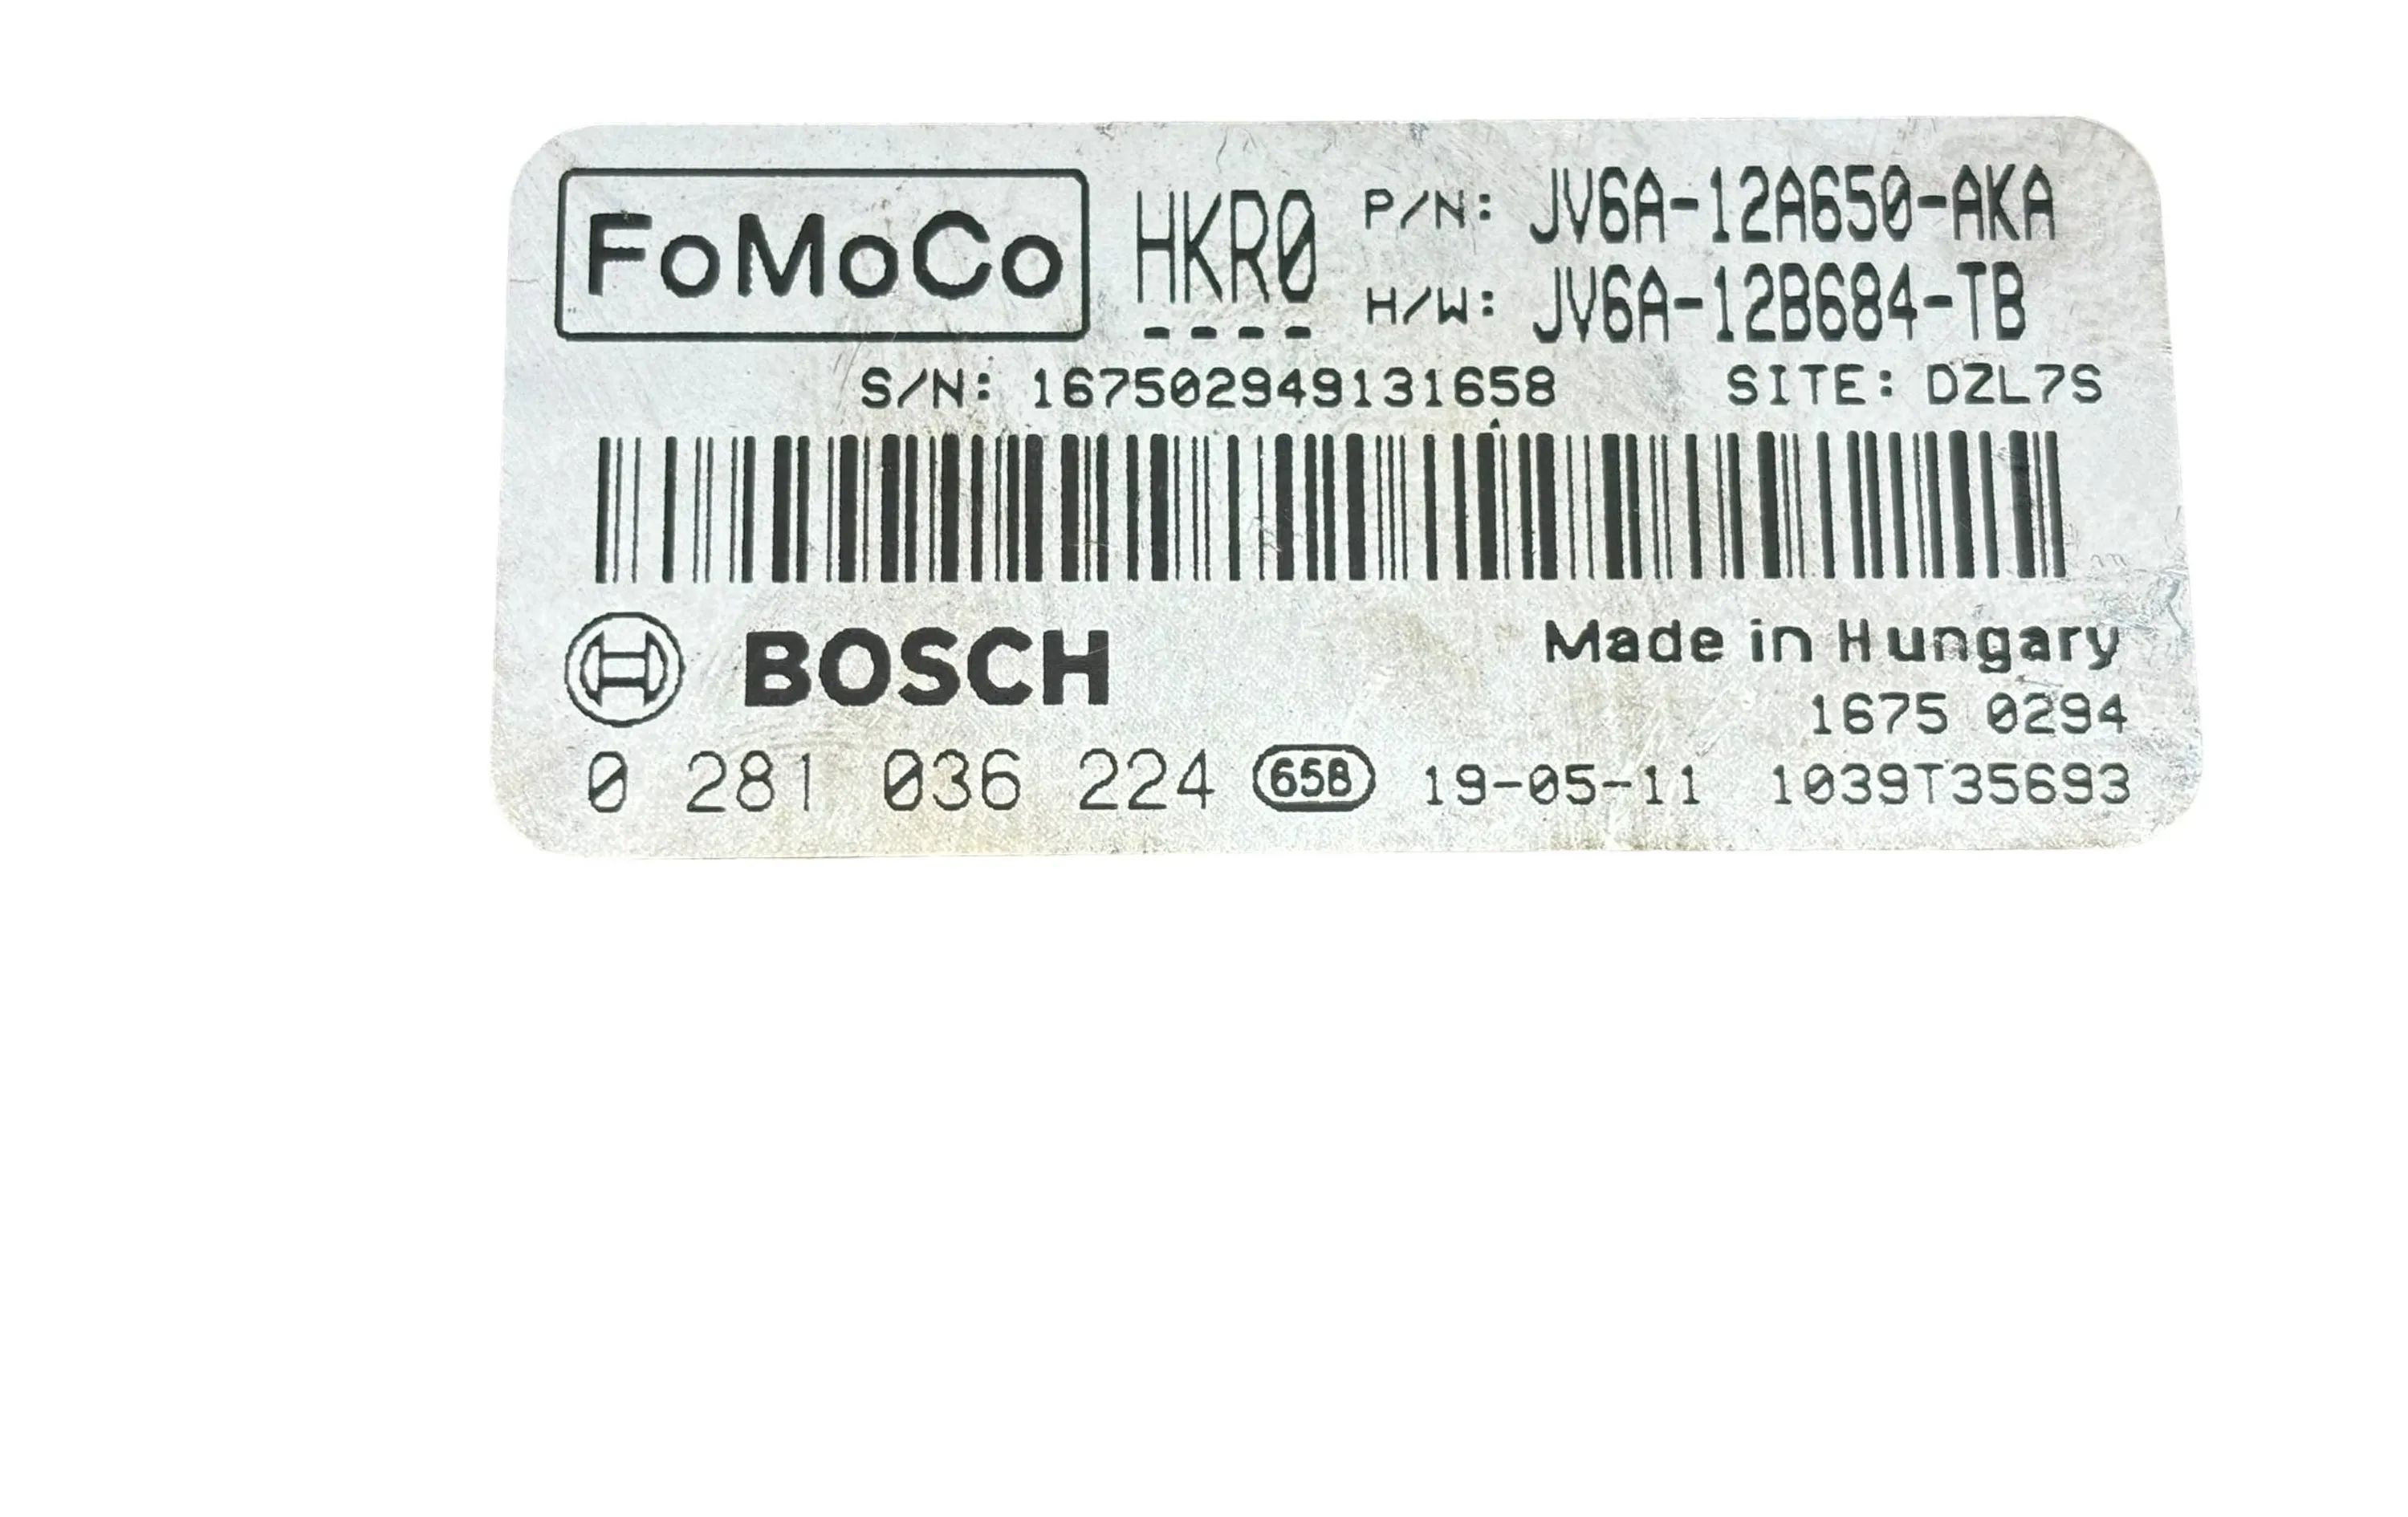 FoMoCo HKR0 P/N: JV6A-12A650-AKA
---- H/W: JV6A-12B684-TB
S/N: 167502949131658 SITE: DZL7S
BOSCH Made in Hungary
1675 0294
0 281 036 224 658 19-05-11 1039T35693